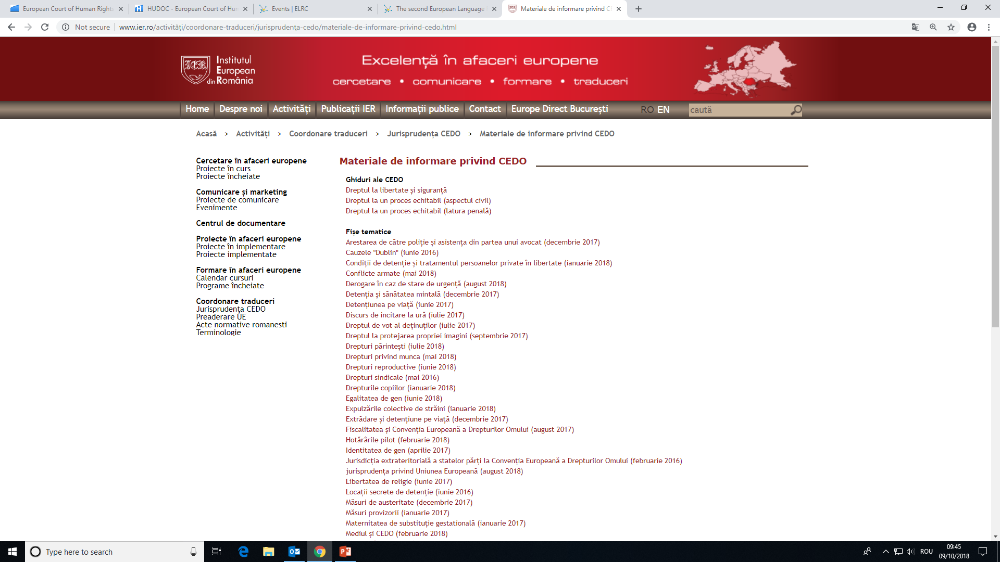 European Court of Human Rights
HUDOC - European Court of Hum
Events | ELRC
The second European Language
Materiale de informare privind CE
Not secure | www.ier.ro/activități/coordonare-traduceri/jurisprudența-cedo/materiale-de-informare-privind-cedo.html
IER
Institutul
European
din România
Excelență în afaceri europene
cercetare • comunicare • formare • traduceri
Home Despre noi Activități Publicații IER Informații publice Contact Europe Direct București RO EN caută
Acasă > Activități > Coordonare traduceri > Jurisprudența CEDO > Materiale de informare privind CEDO
Cercetare în afaceri europene
Proiecte în curs
Proiecte încheiate
Comunicare și marketing
Proiecte de comunicare
Evenimente
Centrul de documentare
Proiecte în afaceri europene
Proiecte în implementare
Proiecte implementate
Formare în afaceri europene
Calendar cursuri
Programe încheiate
Coordonare traduceri
Jurisprudența CEDO
Preaderare UE
Acte normative romanesti
Terminologie
Materiale de informare privind CEDO
Ghiduri ale CEDO
Dreptul la libertate și siguranță
Dreptul la un proces echitabil (aspectul civil)
Dreptul la un proces echitabil (latura penală)
Fișe tematice
Arestarea de către poliție și asistența din partea unui avocat (decembrie 2017)
Cauzele "Dublin" (iunie 2016)
Condiții de detenție și tratamentul persoanelor private în libertate (ianuarie 2018)
Conflicte armate (mai 2018)
Derogare în caz de stare de urgență (august 2018)
Detenția și sănătatea mintală (decembrie 2017)
Detențiunea pe viață (iunie 2017)
Discurs de incitare la ură (iulie 2017)
Dreptul de vot al deținuților (iulie 2017)
Dreptul la protejarea propriei imagini (septembrie 2017)
Drepturi părintești (iulie 2018)
Drepturi privind munca (mai 2018)
Drepturi reproductive (iunie 2018)
Drepturi sindicale (mai 2016)
Drepturile copiilor (ianuarie 2018)
Egalitatea de gen (iunie 2018)
Expulzările colective de străini (ianuarie 2018)
Extrădare și detențiune pe viață (decembrie 2017)
Fiscalitatea și Convenția Europeană a Drepturilor Omului (august 2017)
Hotărârile pilot (februarie 2018)
Identitatea de gen (aprilie 2017)
Jurisdicția extrateritorială a statelor părți la Convenția Europeană a Drepturilor Omului (februarie 2016)
jurisprudența privind Uniunea Europeană (august 2018)
Libertatea de religie (iunie 2017)
Locații secrete de detenție (iunie 2016)
Măsuri de austeritate (decembrie 2017)
Măsuri provizorii (ianuarie 2017)
Maternitatea de substituție gestațională (ianuarie 2017)
Mediul și CEDO (februarie 2018)
Type here to search
ROU
09:45
09/10/2018